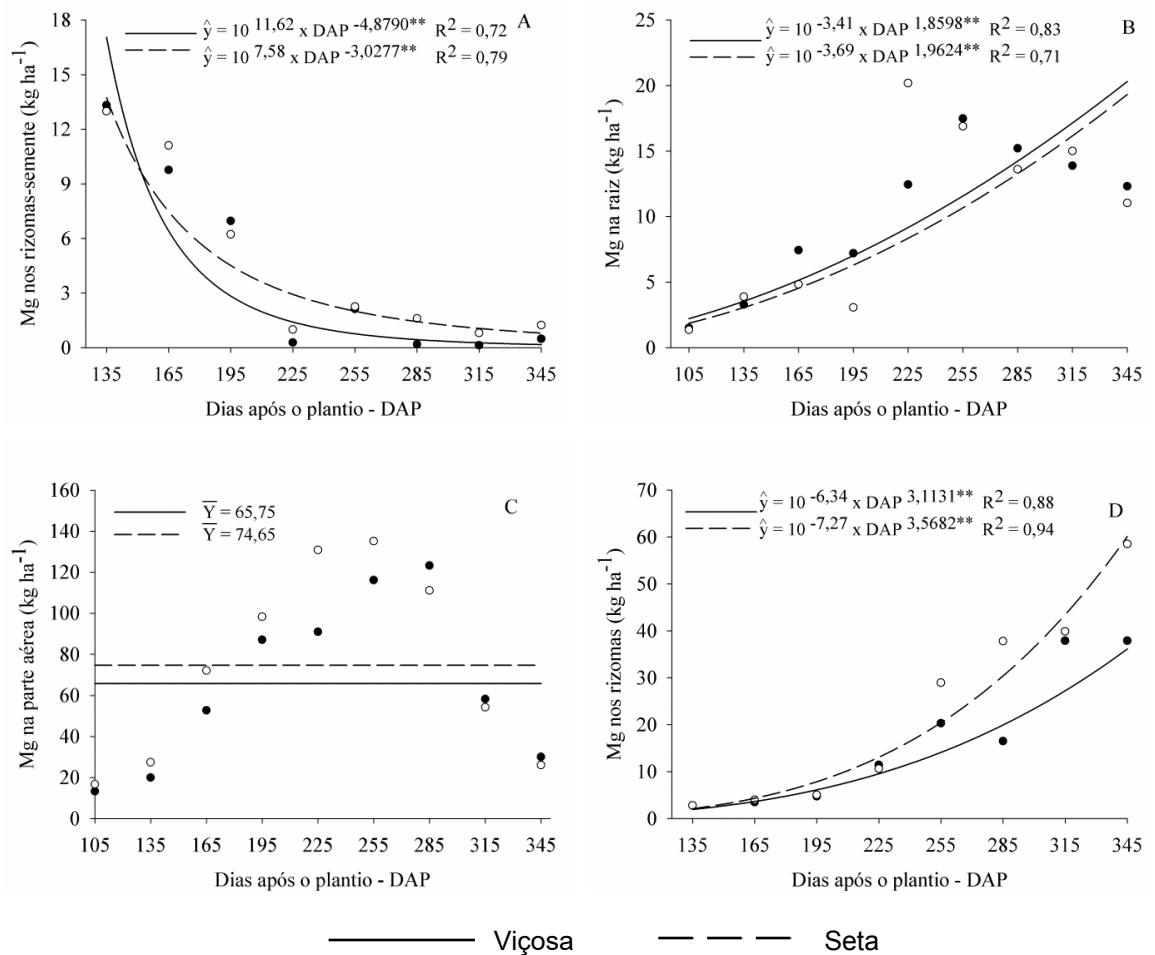 A
ŷ = 10 11,62 x DAP -4,8790** R2 = 0,72
ŷ = 10 7,58 x DAP -3,0277** R2 = 0,79
Mg nos rizomas-semente (kg ha-1)
18
15
12
9
6
3
0
135 165 195 225 255 285 315 345
Dias após o plantio - DAP
B
ŷ = 10 -3,41 x DAP 1,8598** R2 = 0,83
ŷ = 10 -3,69 x DAP 1,9624** R2 = 0,71
Mg na raiz (kg ha-1)
25
20
15
10
5
0
105 135 165 195 225 255 285 315 345
Dias após o plantio - DAP
C
Y̅ = 65,75
Y̅ = 74,65
Mg na parte aérea (kg ha-1)
160
140
120
100
80
60
40
20
0
105 135 165 195 225 255 285 315 345
Dias após o plantio - DAP
D
ŷ = 10 -6,34 x DAP 3,1131** R2 = 0,88
ŷ = 10 -7,27 x DAP 3,5682** R2 = 0,94
Mg nos rizomas (kg ha-1)
70
60
50
40
30
20
10
0
135 165 195 225 255 285 315 345
Dias após o plantio - DAP
Viçosa Seta